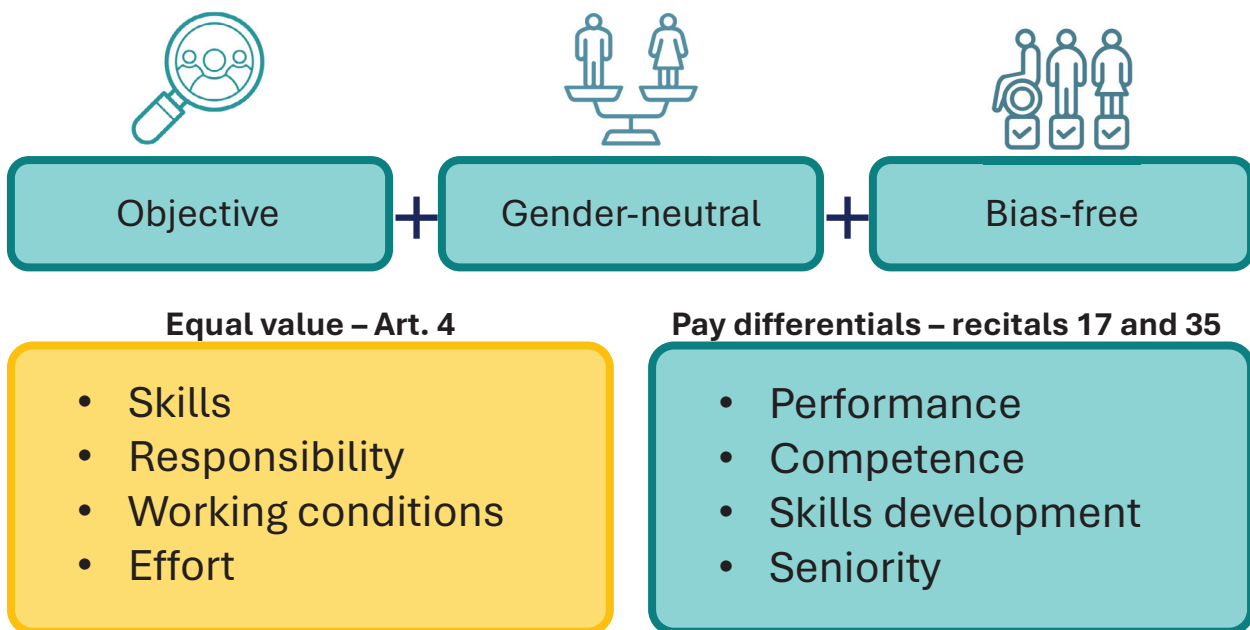 Objective + Gender-neutral + Bias-free
Equal value – Art. 4
• Skills
• Responsibility
• Working conditions
• Effort
Pay differentials – recitals 17 and 35
• Performance
• Competence
• Skills development
• Seniority